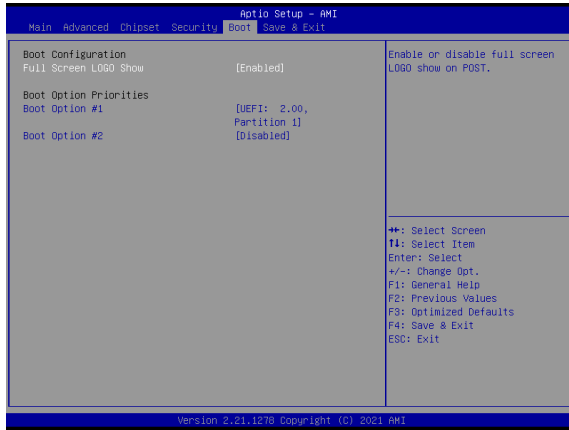 Aptio Setup - AMI
Main Advanced Chipset Security Boot Save & Exit
Boot Configuration
Full Screen LOGO Show [Enabled]
Boot Option Priorities
Boot Option #1 [UEFI: 2.00,
Partition 1]
Boot Option #2 [Disabled]
Enable or disable full screen
LOGO show on POST.
→←: Select Screen
↑↓: Select Item
Enter: Select
+/-: Change Opt.
F1: General Help
F2: Previous Values
F3: Optimized Defaults
F4: Save & Exit
ESC: Exit
Version 2.21.1278 Copyright (C) 2021 AMI